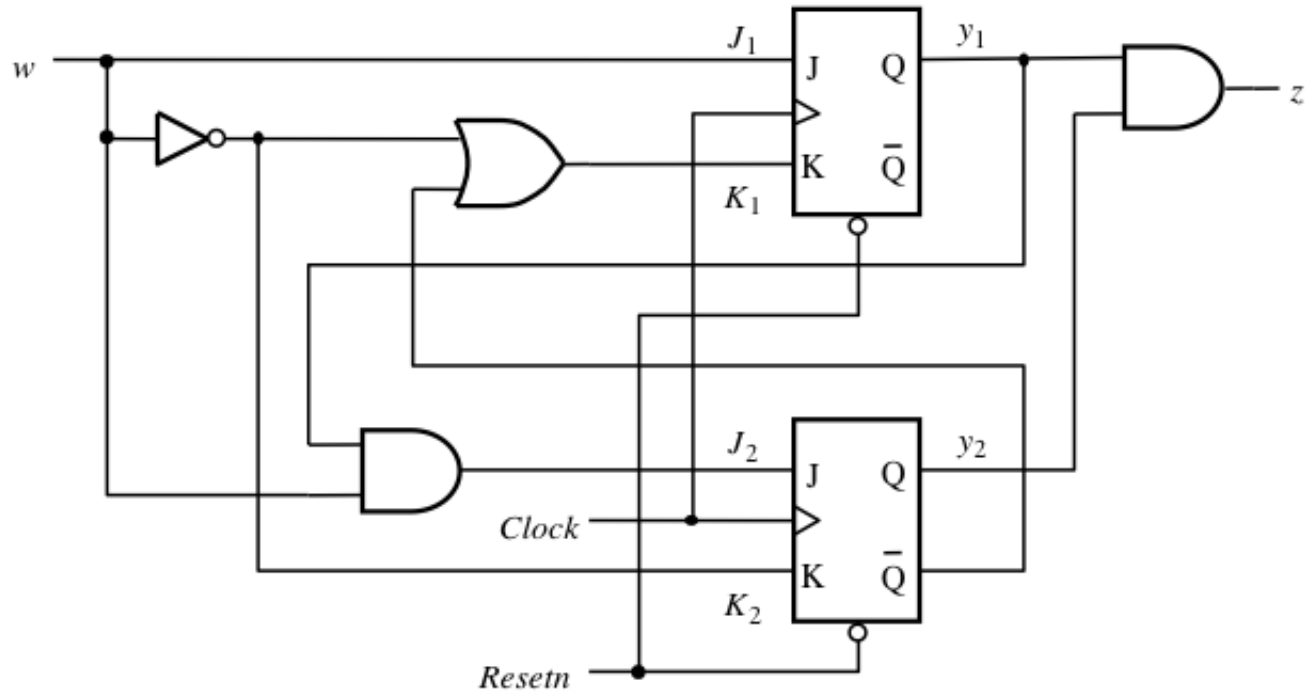 J₁
y₁
w
J
Q
z
K
Q̄
K₁
J₂
y₂
J
Q
Clock
K
Q̄
K₂
Resetn